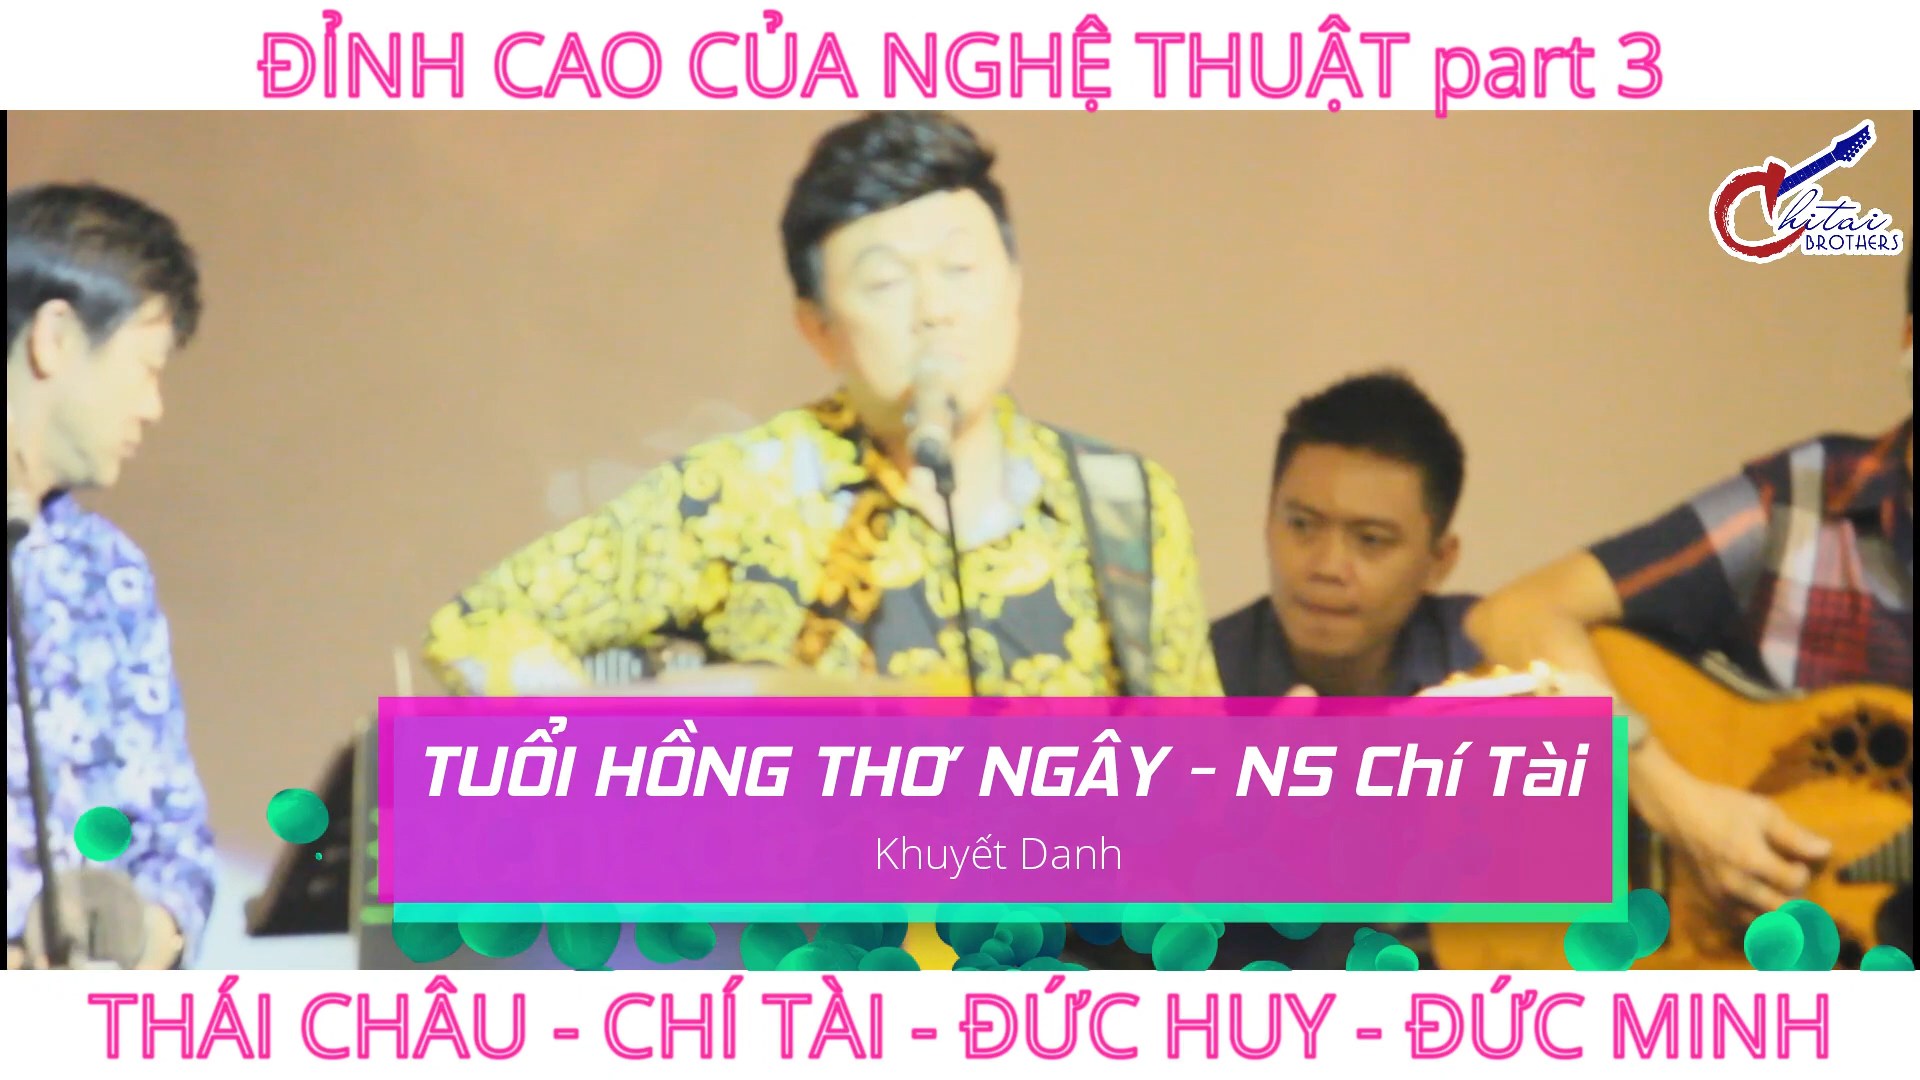 ĐỈNH CAO CỦA NGHỆ THUẬT part 3
Chitai
BROTHERS
TUỔI HỒNG THƠ NGÂY - NS Chí Tài
Khuyết Danh
THÁI CHÂU - CHÍ TÀI - ĐỨC HUY - ĐỨC MINH